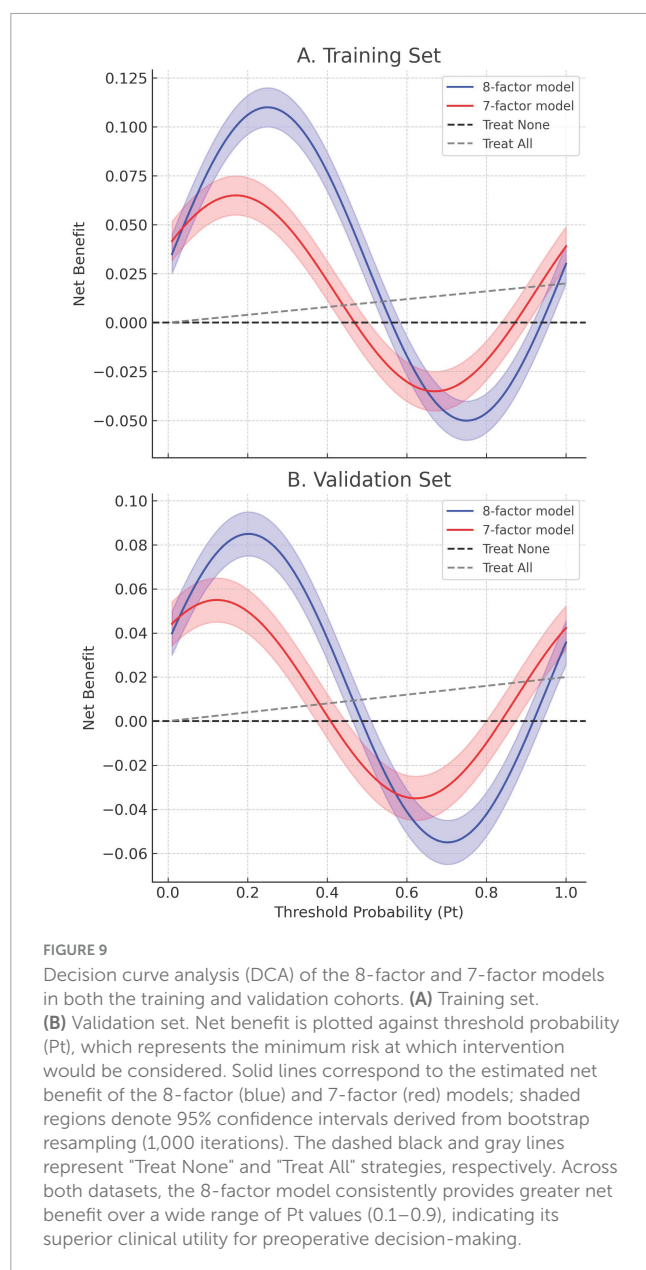 A. Training Set
8-factor model
7-factor model
Treat None
Treat All
0.125
0.100
0.075
0.050
0.025
0.000
−0.025
−0.050
Net Benefit
B. Validation Set
8-factor model
7-factor model
Treat None
Treat All
0.10
0.08
0.06
0.04
0.02
0.00
−0.02
−0.04
−0.06
Net Benefit
0.0 0.2 0.4 0.6 0.8 1.0
Threshold Probability (Pt)
FIGURE 9
Decision curve analysis (DCA) of the 8-factor and 7-factor models
in both the training and validation cohorts. (A) Training set.
(B) Validation set. Net benefit is plotted against threshold probability
(Pt), which represents the minimum risk at which intervention
would be considered. Solid lines correspond to the estimated net
benefit of the 8-factor (blue) and 7-factor (red) models; shaded
regions denote 95% confidence intervals derived from bootstrap
resampling (1,000 iterations). The dashed black and gray lines
represent "Treat None" and "Treat All" strategies, respectively. Across
both datasets, the 8-factor model consistently provides greater net
benefit over a wide range of Pt values (0.1–0.9), indicating its
superior clinical utility for preoperative decision-making.